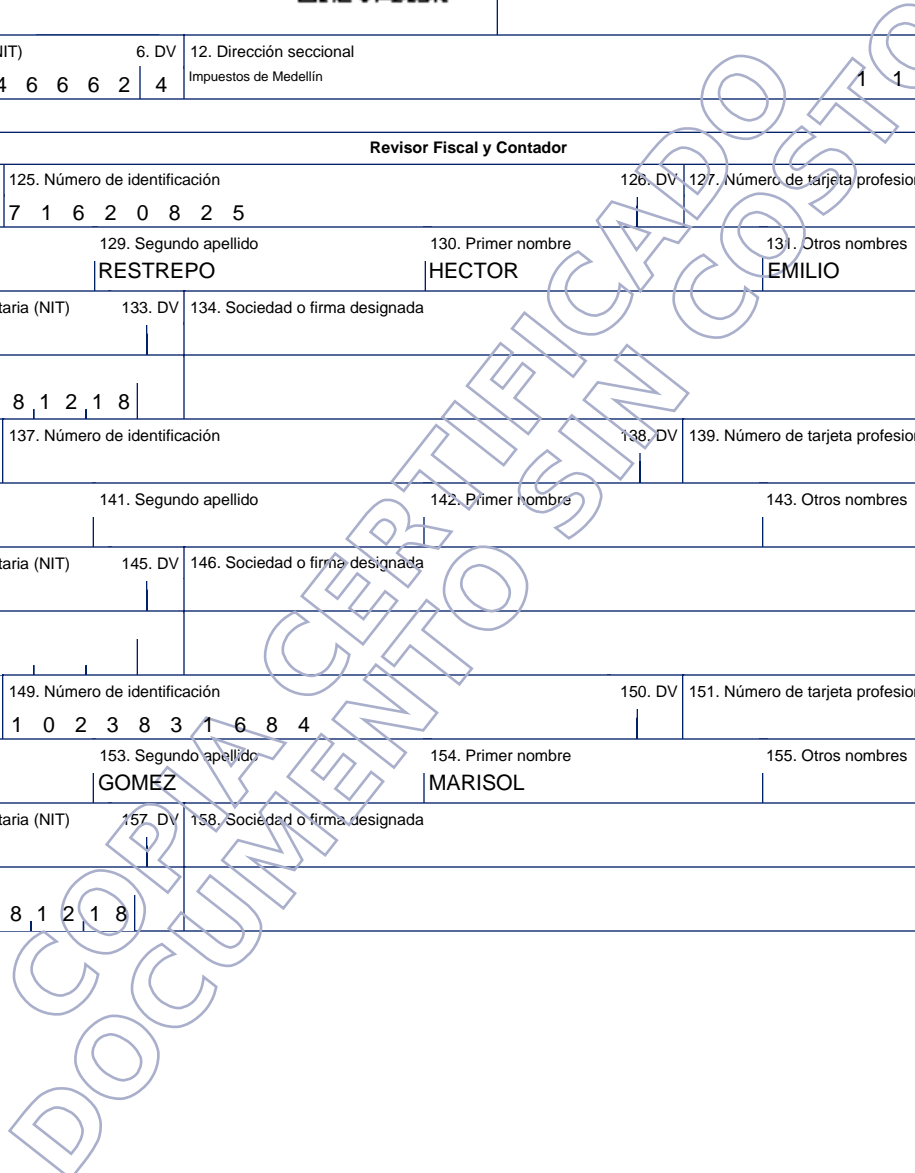 NIT) 6. DV 12. Dirección seccional
4 6 6 6 2 4 Impuestos de Medellín 1 1
Revisor Fiscal y Contador
125. Número de identificación 126. DV 127. Número de tarjeta profesion
7 1 6 2 0 8 2 5
129. Segundo apellido 130. Primer nombre 131. Otros nombres
RESTREPO HECTOR EMILIO
taria (NIT) 133. DV 134. Sociedad o firma designada
8 1 2 1 8
137. Número de identificación 138. DV 139. Número de tarjeta profesion
141. Segundo apellido 142. Primer nombre 143. Otros nombres
taria (NIT) 145. DV 146. Sociedad o firma designada
149. Número de identificación 150. DV 151. Número de tarjeta profesion
1 0 2 3 8 3 1 6 8 4
153. Segundo apellido 154. Primer nombre 155. Otros nombres
GOMEZ MARISOL
taria (NIT) 157. DV 158. Sociedad o firma designada
8 1 2 1 8
COPIA CERTIFICADO
DOCUMENTO SIN COSTO